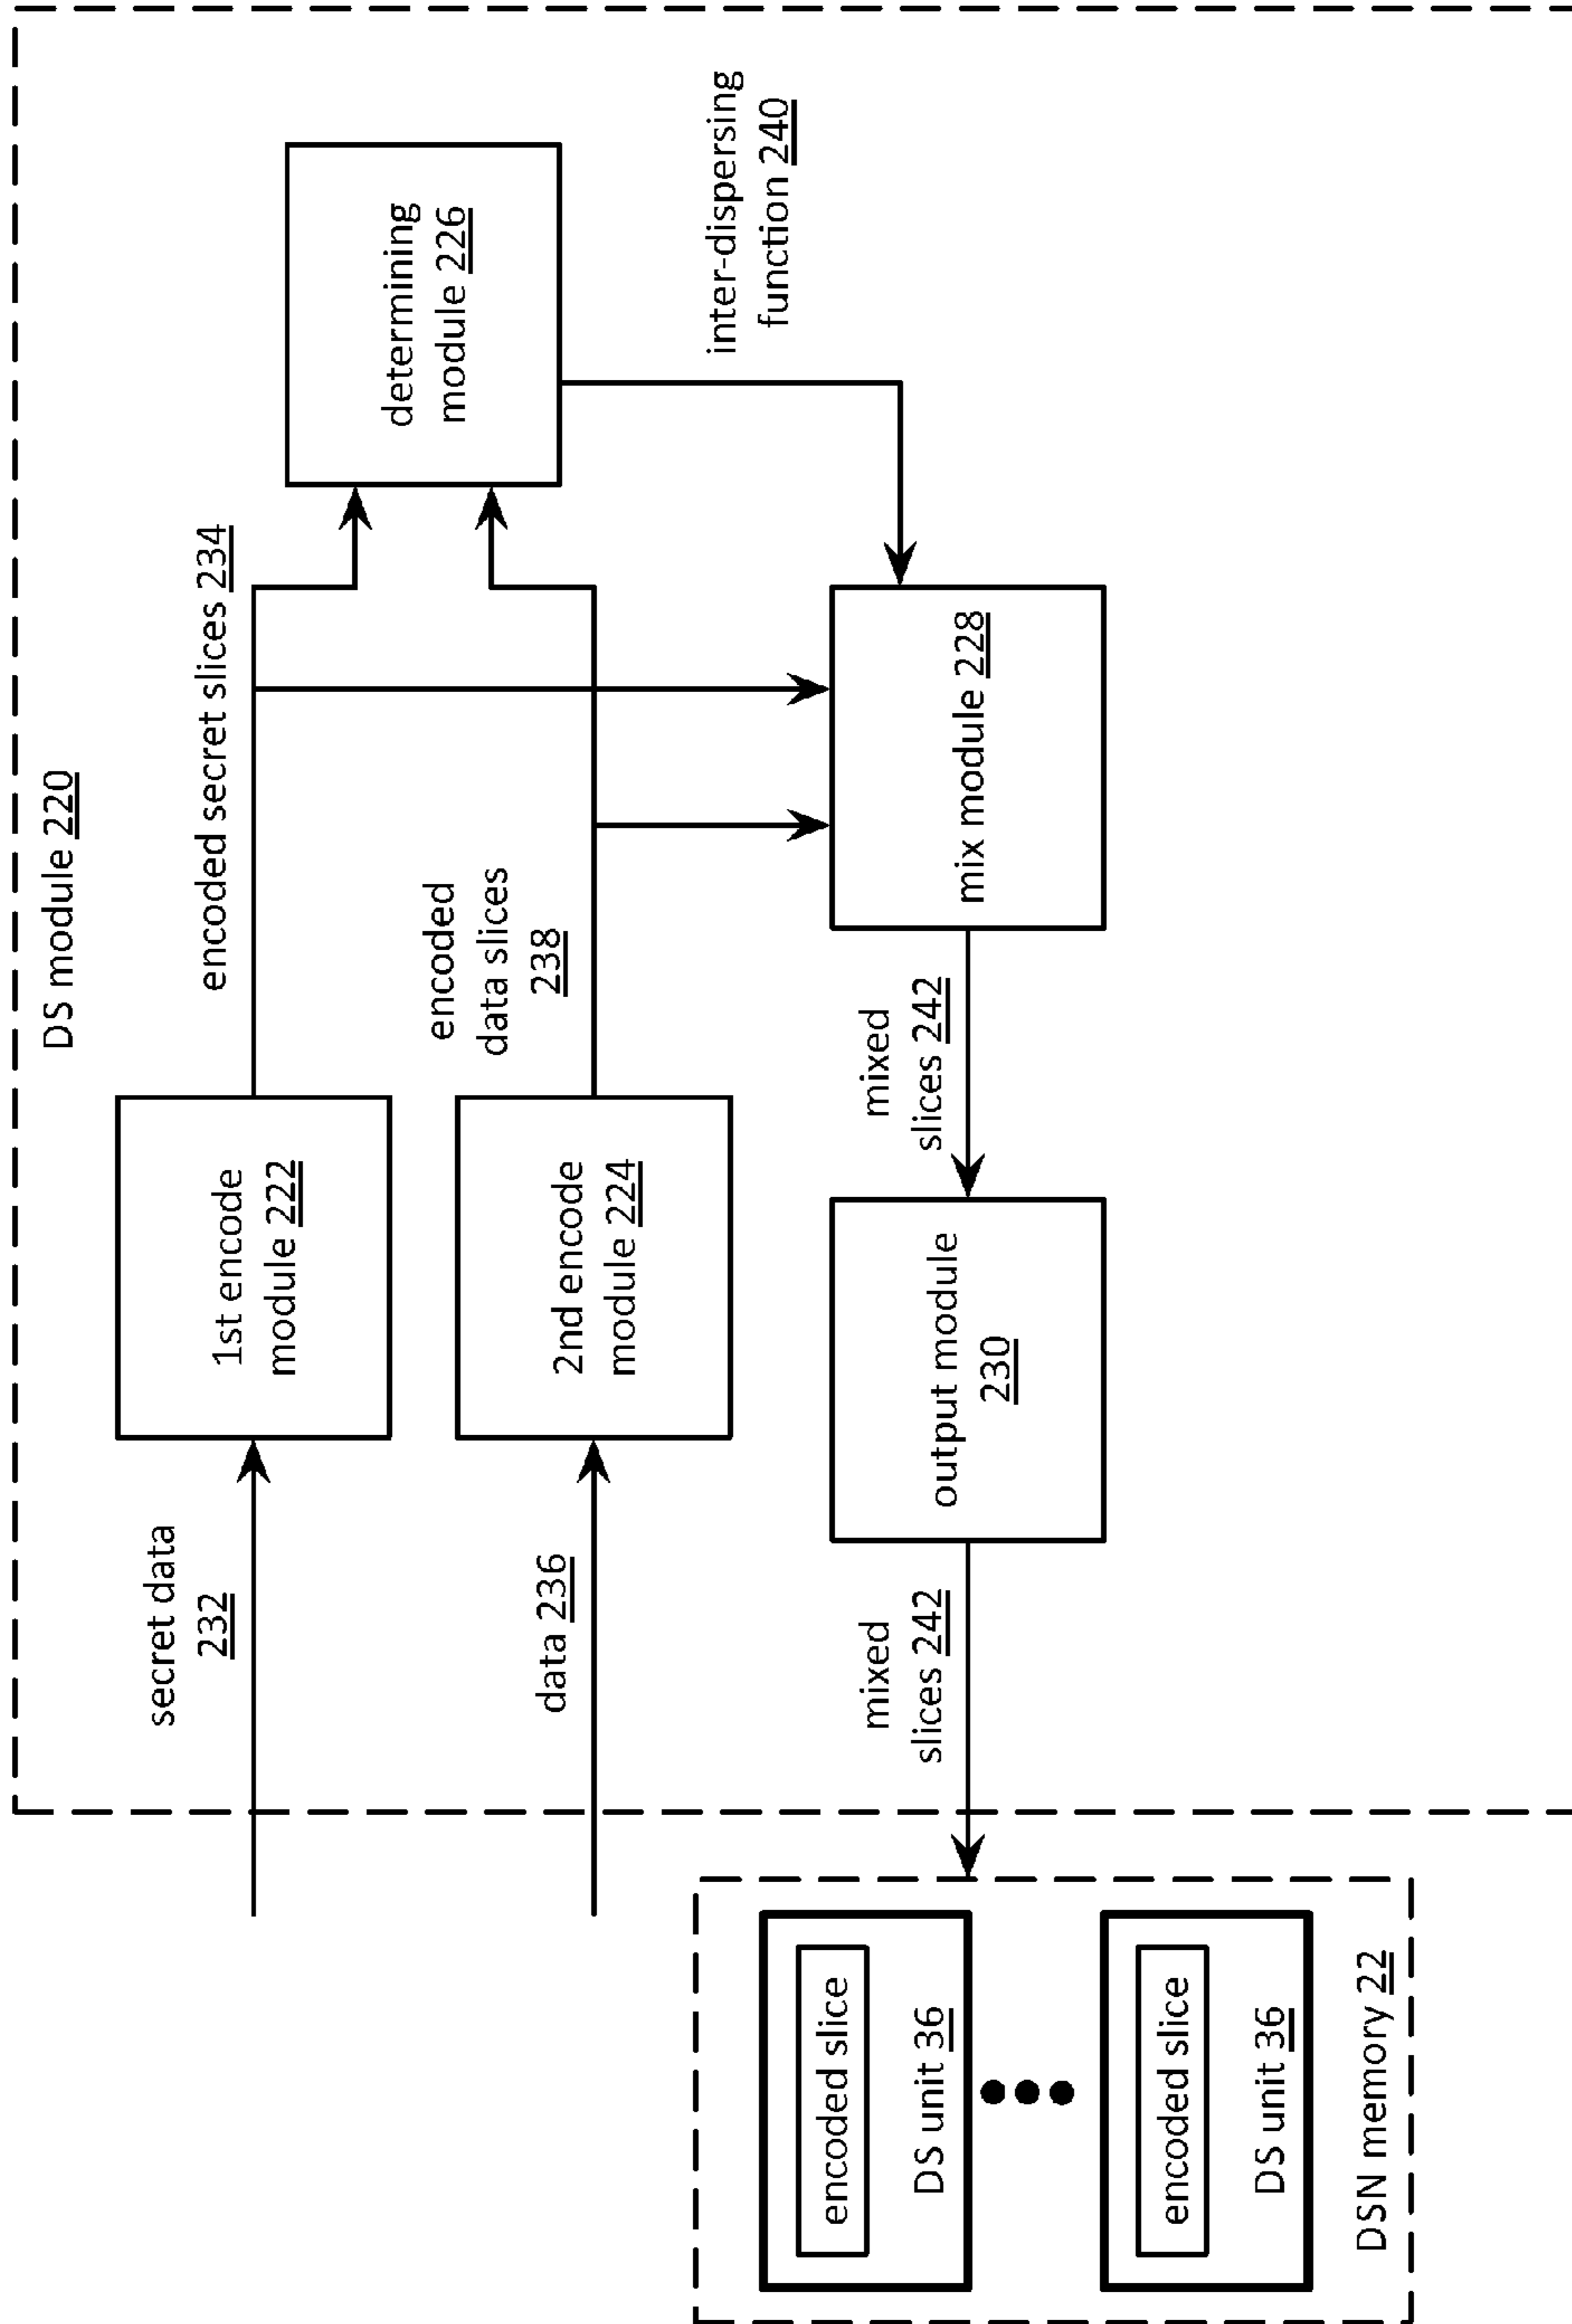 DS module 220
secret data
232
1st encode
module 222
encoded secret slices 234
determining
module 226
data 236
2nd encode
module 224
encoded
data slices
238
inter-dispersing
function 240
mixed
slices 242
output module
230
mixed
slices 242
mix module 228
encoded slice
DS unit 36
encoded slice
DS unit 36
DSN memory 22